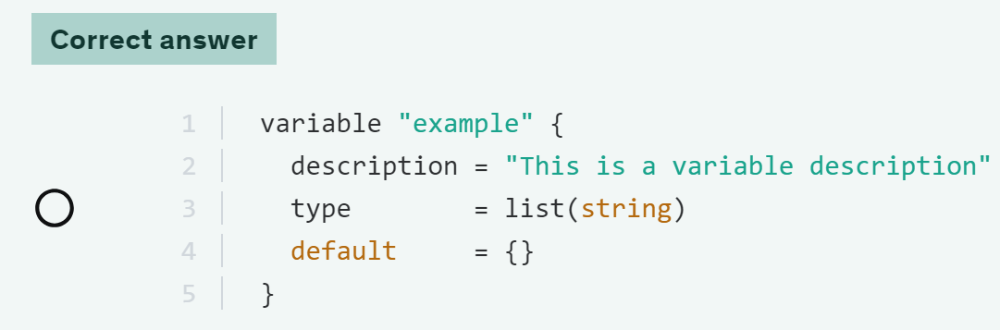 Correct answer
1 variable "example" {
2   description = "This is a variable description"
3   type        = list(string)
4   default     = {}
5 }